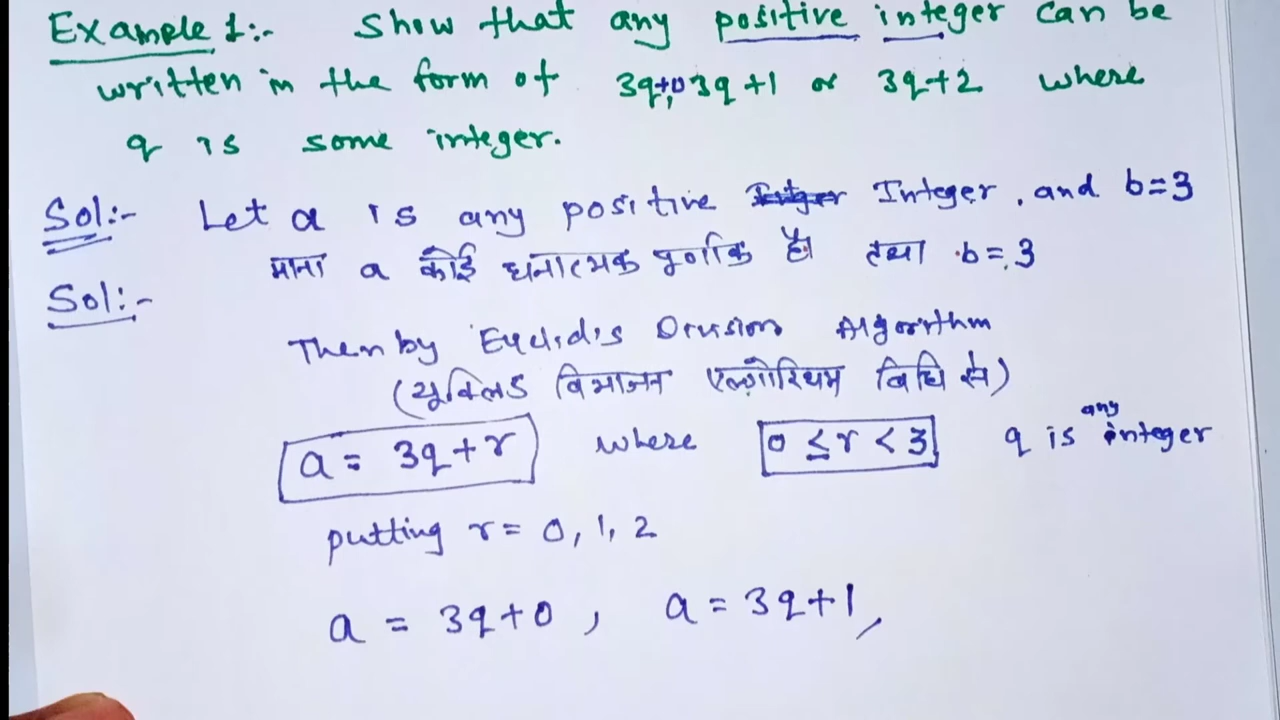 Example 1:- Show that any positive integer can be
written in the form of 3q+0, 3q+1 or 3q+2 where
q is some integer.
Sol:- Let a is any positive Integer, and b=3
माना a कोई धनात्मक पूर्णांक है। तथा b=3
Sol:-
Then by Euclid's Division Algorithm
(यूक्लिड विभाजन एल्गोरिथम विधि से)
a = 3q+r where 0 ≤ r < 3 q is any integer
putting r = 0, 1, 2
a = 3q+0, a = 3q+1,